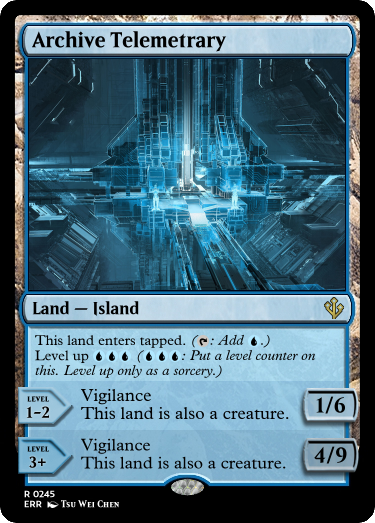 Archive Telemetrary
Land — Island
This land enters tapped. (: Add .)
Level up (: Put a level counter on
this. Level up only as a sorcery.)
LEVEL
1-2
Vigilance
This land is also a creature.
1/6
LEVEL
3+
Vigilance
This land is also a creature.
4/9
R 0245
ERR Tsu Wei Chen